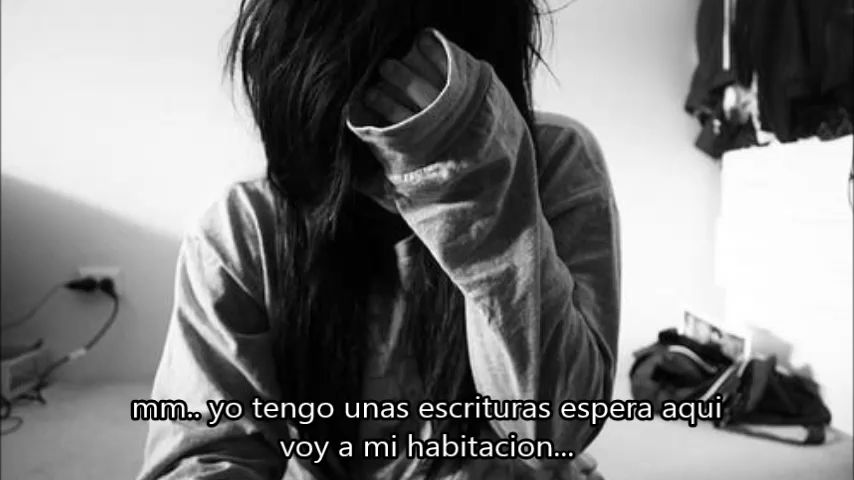 mm.. yo tengo unas escrituras espera aqui
voy a mi habitacion...